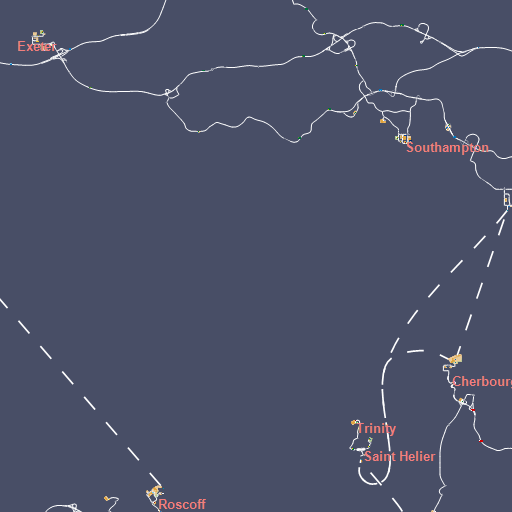 Exeter
Southampton
Cherbourg
Trinity
Saint Helier
Roscoff